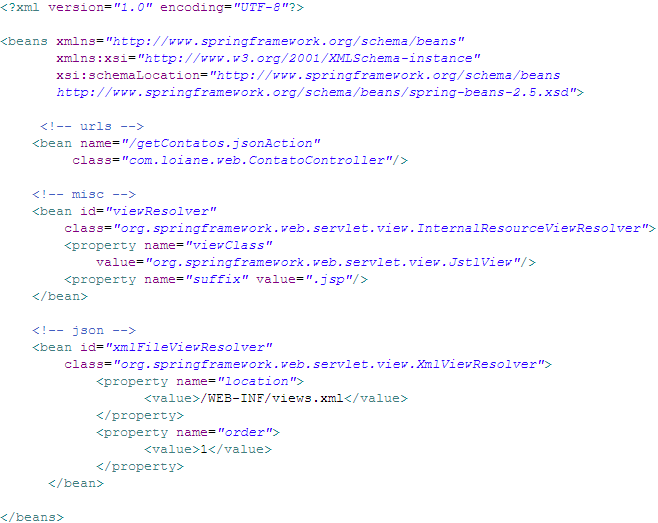 <?xml version="1.0" encoding="UTF-8"?>
<beans xmlns="http://www.springframework.org/schema/beans"
xmlns:xsi="http://www.w3.org/2001/XMLSchema-instance"
xsi:schemaLocation="http://www.springframework.org/schema/beans
http://www.springframework.org/schema/beans/spring-beans-2.5.xsd">
<!-- urls -->
<bean name="/getContatos.jsonAction"
class="com.loiane.web.ContatoController"/>
<!-- misc -->
<bean id="viewResolver"
class="org.springframework.web.servlet.view.InternalResourceViewResolver">
<property name="viewClass"
value="org.springframework.web.servlet.view.JstlView"/>
<property name="suffix" value=".jsp"/>
</bean>
<!-- json -->
<bean id="xmlFileViewResolver"
class="org.springframework.web.servlet.view.XmlViewResolver">
<property name="location">
<value>/WEB-INF/views.xml</value>
</property>
<property name="order">
<value>1</value>
</property>
</bean>
</beans>